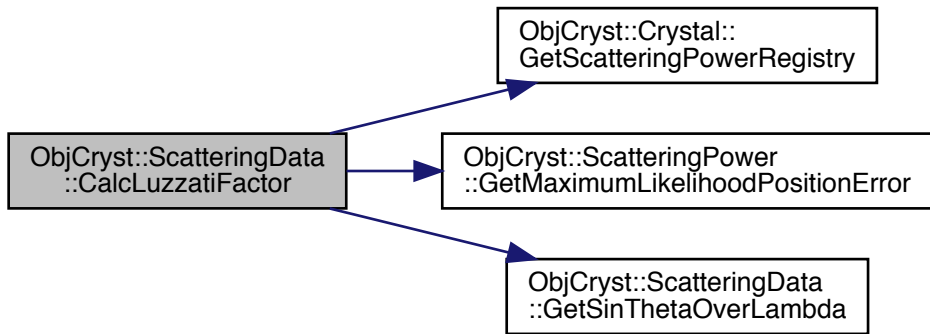 ObjCryst::ScatteringData
::CalcLuzzatiFactor
ObjCryst::Crystal::
GetScatteringPowerRegistry
ObjCryst::ScatteringPower
::GetMaximumLikelihoodPositionError
ObjCryst::ScatteringData
::GetSinThetaOverLambda